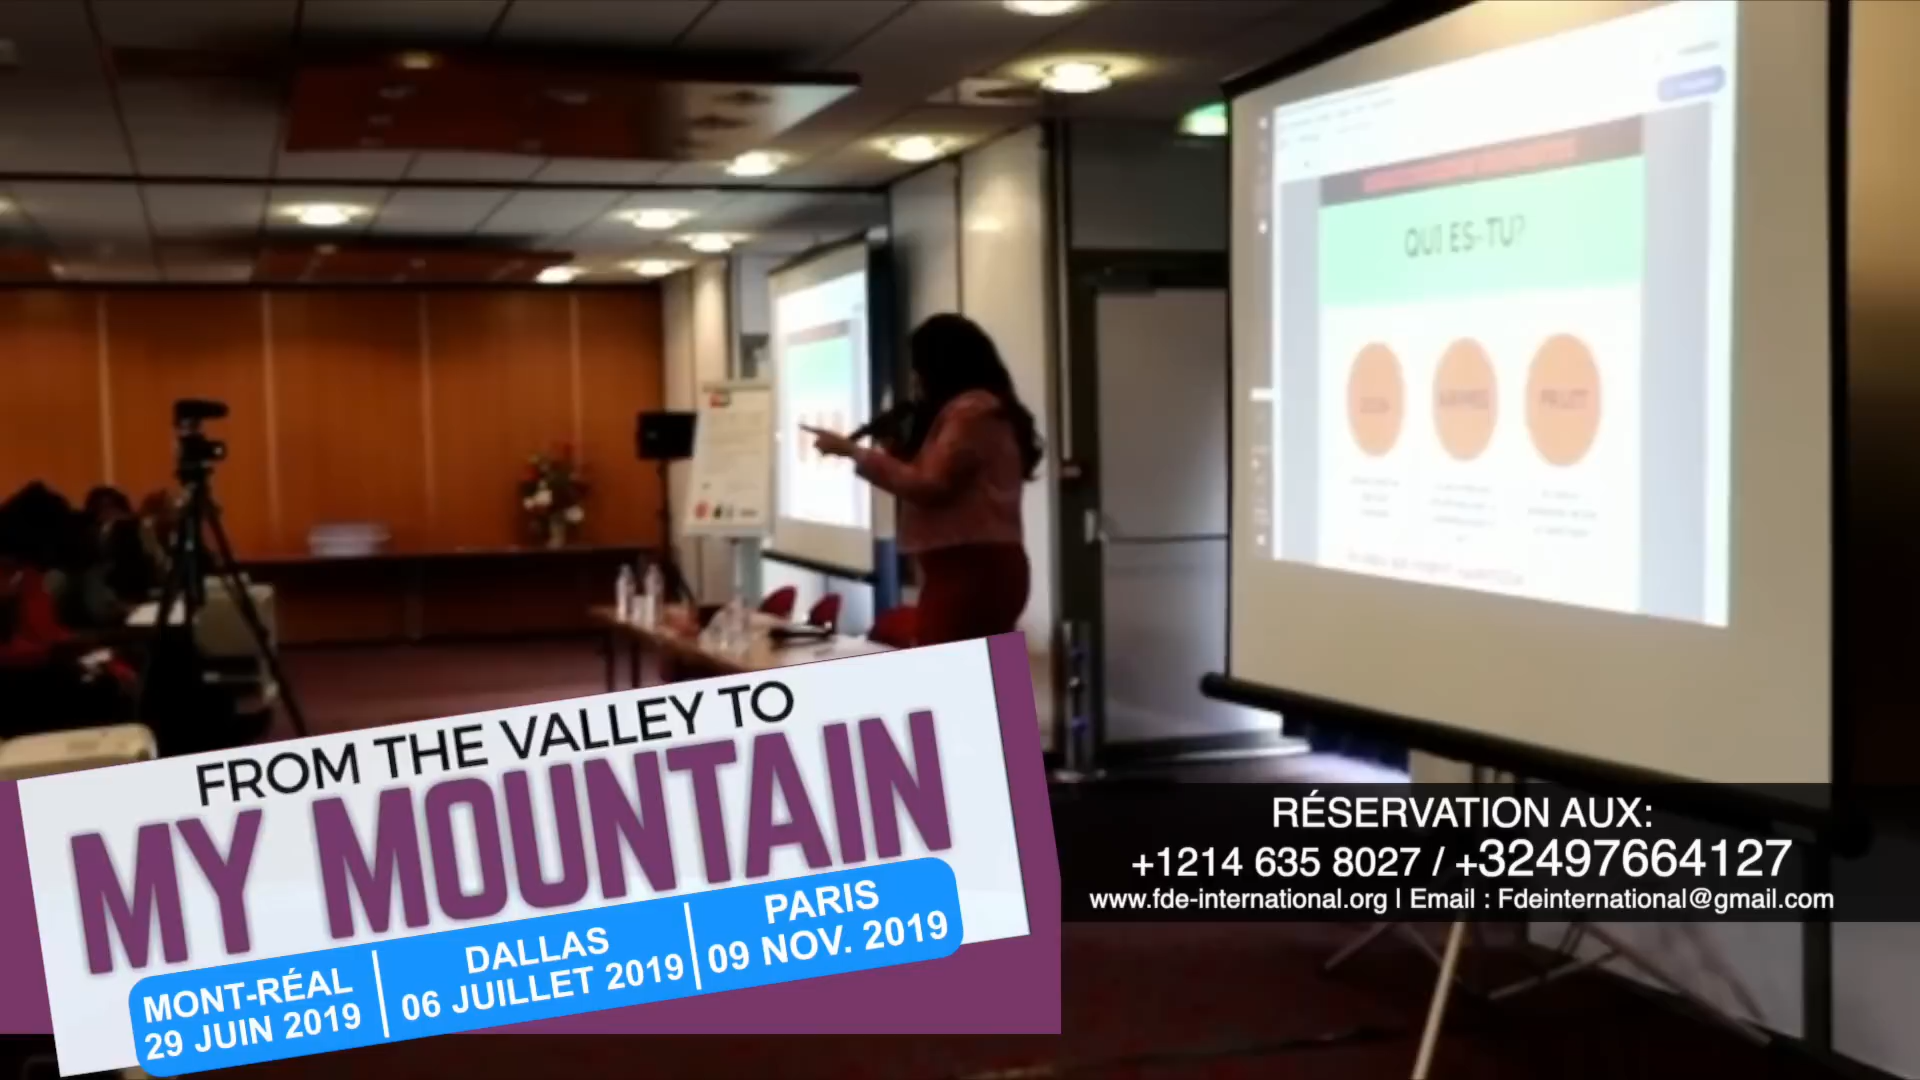 QUI ES-TU?
FROM THE VALLEY TO
MY MOUNTAIN
MONT-RÉAL
29 JUIN 2019
DALLAS
06 JUILLET 2019
PARIS
09 NOV. 2019
RÉSERVATION AUX:
+1214 635 8027 / +32497664127
www.fde-international.org | Email : Fdeinternational@gmail.com